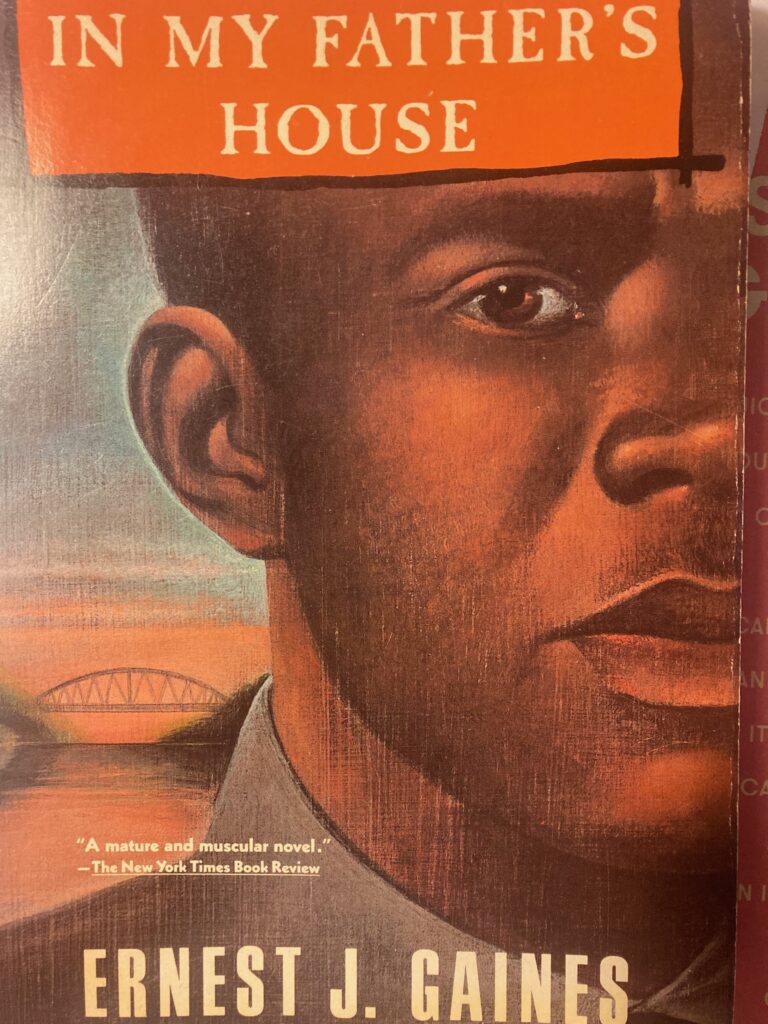 IN MY FATHER'S
HOUSE
"A mature and muscular novel."
—The New York Times Book Review
ERNEST J. GAINES